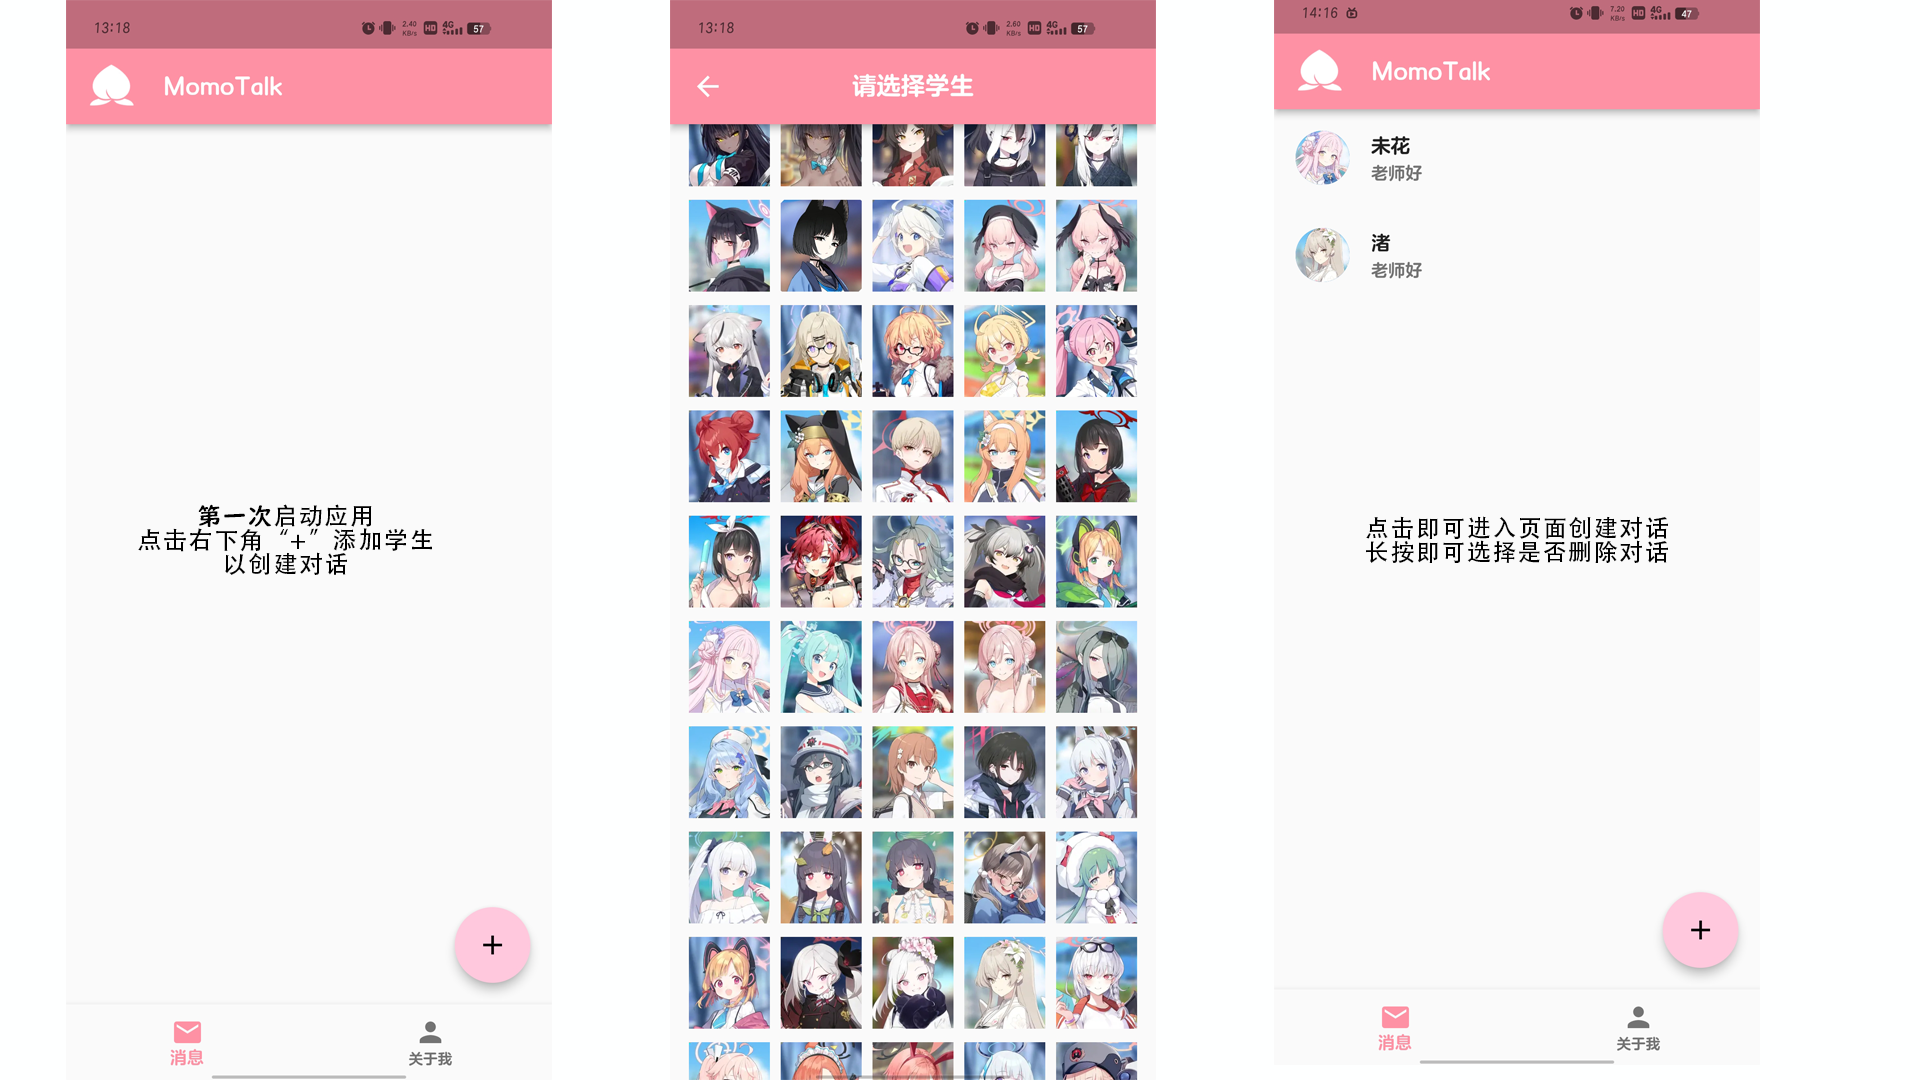 13:18
2.40
KB/s
HD
4G
57
MomoTalk
第一次启动应用
点击右下角“+”添加学生
以创建对话
+
消息
关于我
13:18
2.60
KB/s
HD
4G
57
请选择学生
14:16
7.20
KB/s
HD
4G
47
MomoTalk
未花
老师好
渚
老师好
点击即可进入页面创建对话
长按即可选择是否删除对话
+
消息
关于我